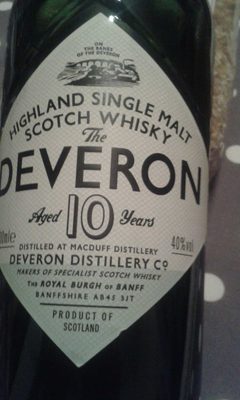 ON
THE BANKS
OF THE DEVERON
HIGHLAND SINGLE MALT
SCOTCH WHISKY
The
DEVERON
Aged 10 Years
40%vol
DISTILLED AT MACDUFF DISTILLERY
DEVERON DISTILLERY Co
MAKERS OF SPECIALIST SCOTCH WHISKY
THE ROYAL BURGH OF BANFF
BANFFSHIRE AB45 3JT
PRODUCT OF
SCOTLAND